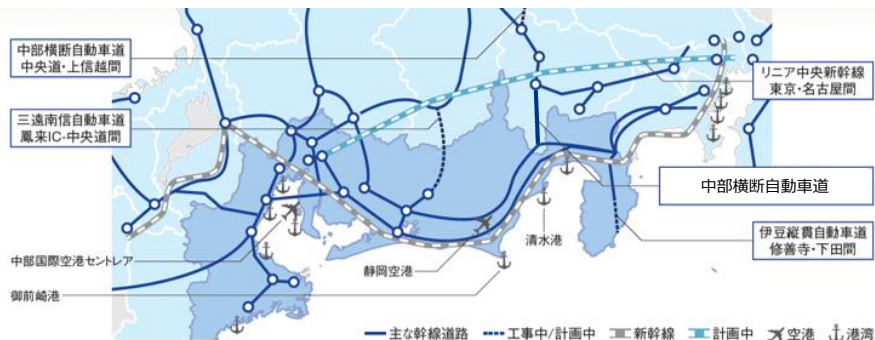 中部横断自動車道
中央道・上信越間
三遠南信自動車道
鳳来IC-中央道間
リニア中央新幹線
東京・名古屋間
中部横断自動車道
伊豆縦貫自動車道
修善寺・下田間
清水港
静岡空港
中部国際空港セントレア
御前崎港
主な幹線道路 工事中/計画中 新幹線 計画中 空港 港湾